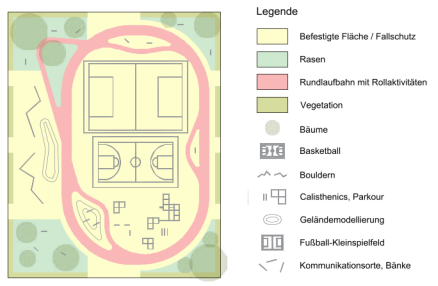 Legende
Befestigte Fläche / Fallschutz
Rasen
Rundlaufbahn mit Rollaktivitäten
Vegetation
Bäume
Basketball
Bouldern
Calisthenics, Parkour
Geländemodellierung
Fußball-Kleinspielfeld
Kommunikationsorte, Bänke